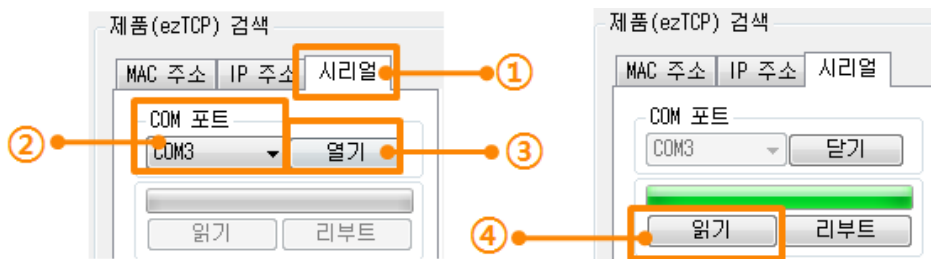 제품(ezTCP) 검색
MAC 주소 IP 주소 시리얼
①
COM 포트
②
COM3
열기
③
읽기
리부트
제품(ezTCP) 검색
MAC 주소 IP 주소 시리얼
COM 포트
COM3
닫기
④
읽기
리부트